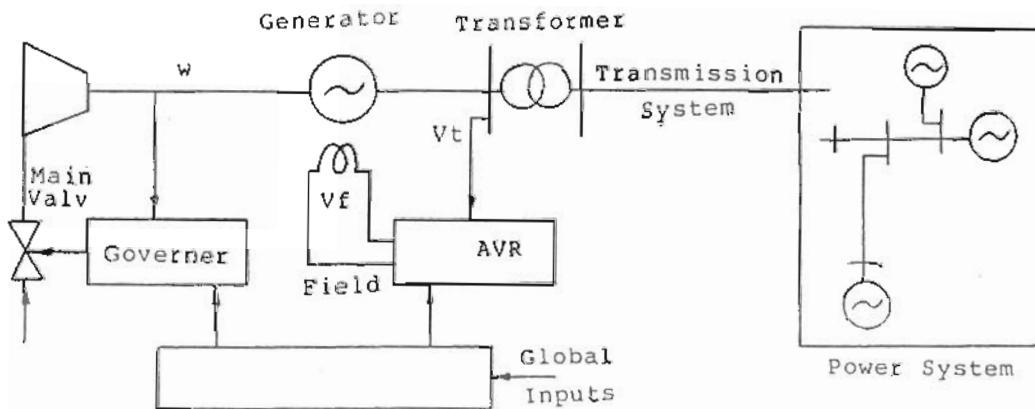 Generator
Transformer
w
Transmission
System
Vt
Main
Valv
Vf
Governer
AVR
Field
Global
Inputs
Power System